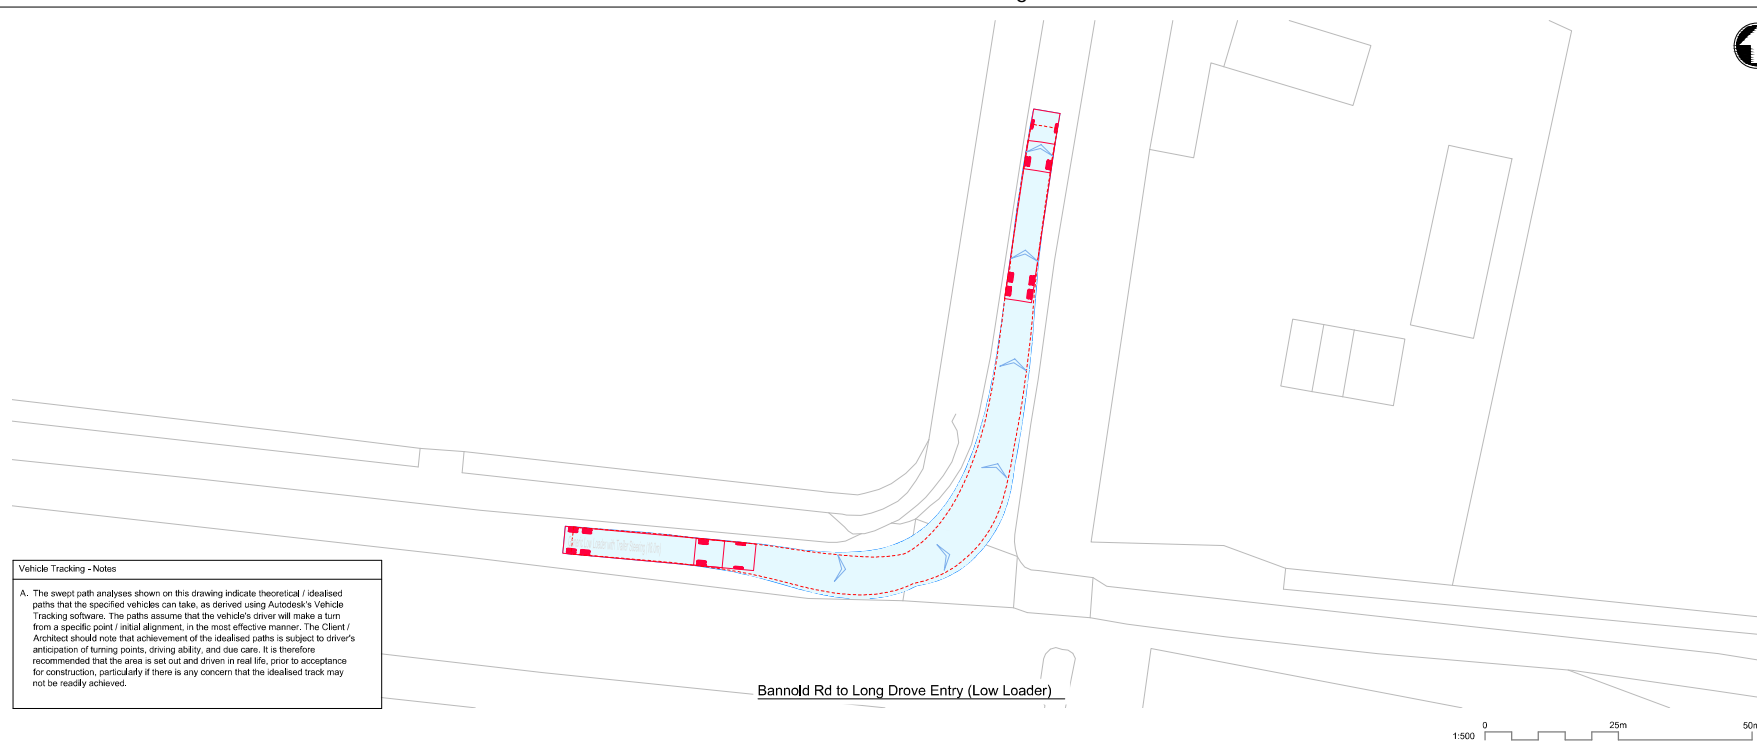 Vehicle Tracking - Notes
A. The swept path analyses shown on this drawing indicate theoretical / idealised
paths that the specified vehicles can take, as derived using Autodesk's Vehicle
Tracking software. The paths assume that the vehicle's driver will make a turn
from a specific point / initial alignment, in the most effective manner. The Client /
Architect should note that achievement of the idealised paths is subject to driver's
anticipation of turning points, driving ability, and due care. It is therefore
recommended that the area is set out and driven in real life, prior to acceptance
for construction, particularly if there is any concern that the idealised track may
not be readily achieved.
Bannold Rd to Long Drove Entry (Low Loader)
0 25m 50m
1:500